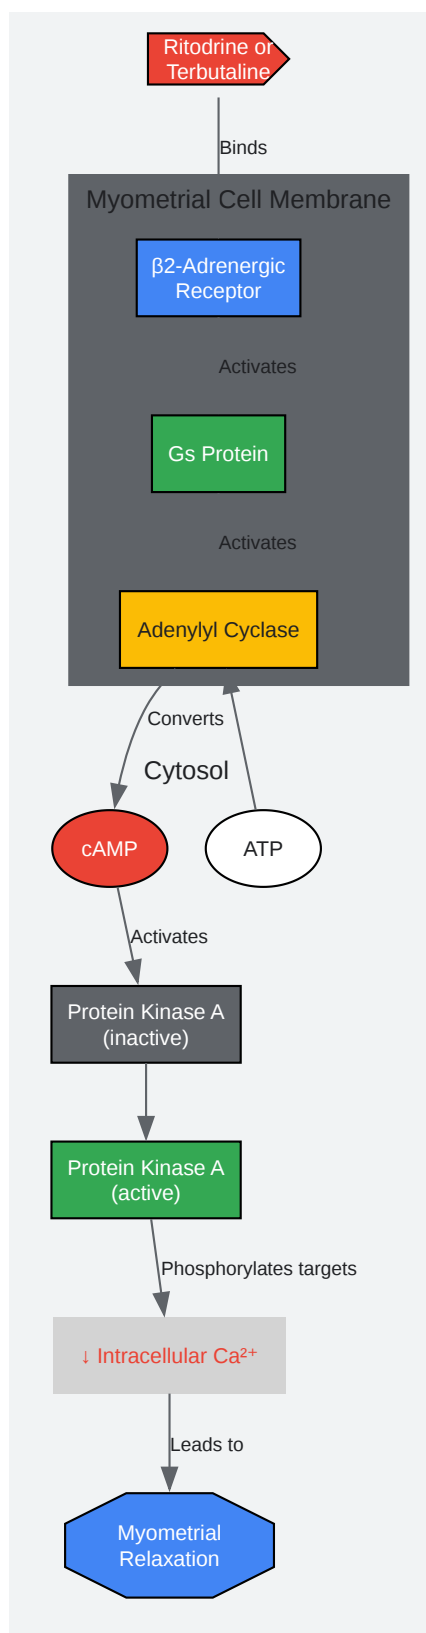 Ritodrine or
Terbutaline
Binds
Myometrial Cell Membrane
β2-Adrenergic
Receptor
Activates
Gs Protein
Activates
Adenylyl Cyclase
Converts
Cytosol
cAMP
ATP
Activates
Protein Kinase A
(inactive)
Protein Kinase A
(active)
Phosphorylates targets
↓ Intracellular Ca²⁺
Leads to
Myometrial
Relaxation